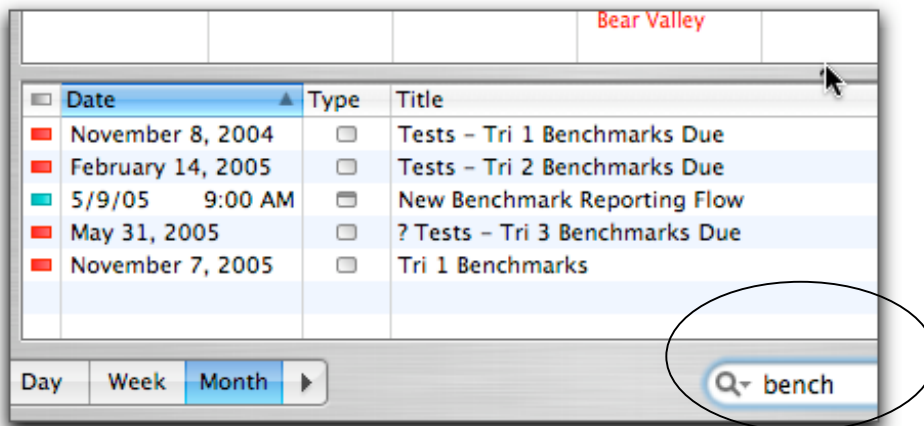 Bear Valley
Date Type Title
November 8, 2004 Tests – Tri 1 Benchmarks Due
February 14, 2005 Tests – Tri 2 Benchmarks Due
5/9/05 9:00 AM New Benchmark Reporting Flow
May 31, 2005 ? Tests – Tri 3 Benchmarks Due
November 7, 2005 Tri 1 Benchmarks
Day Week Month bench